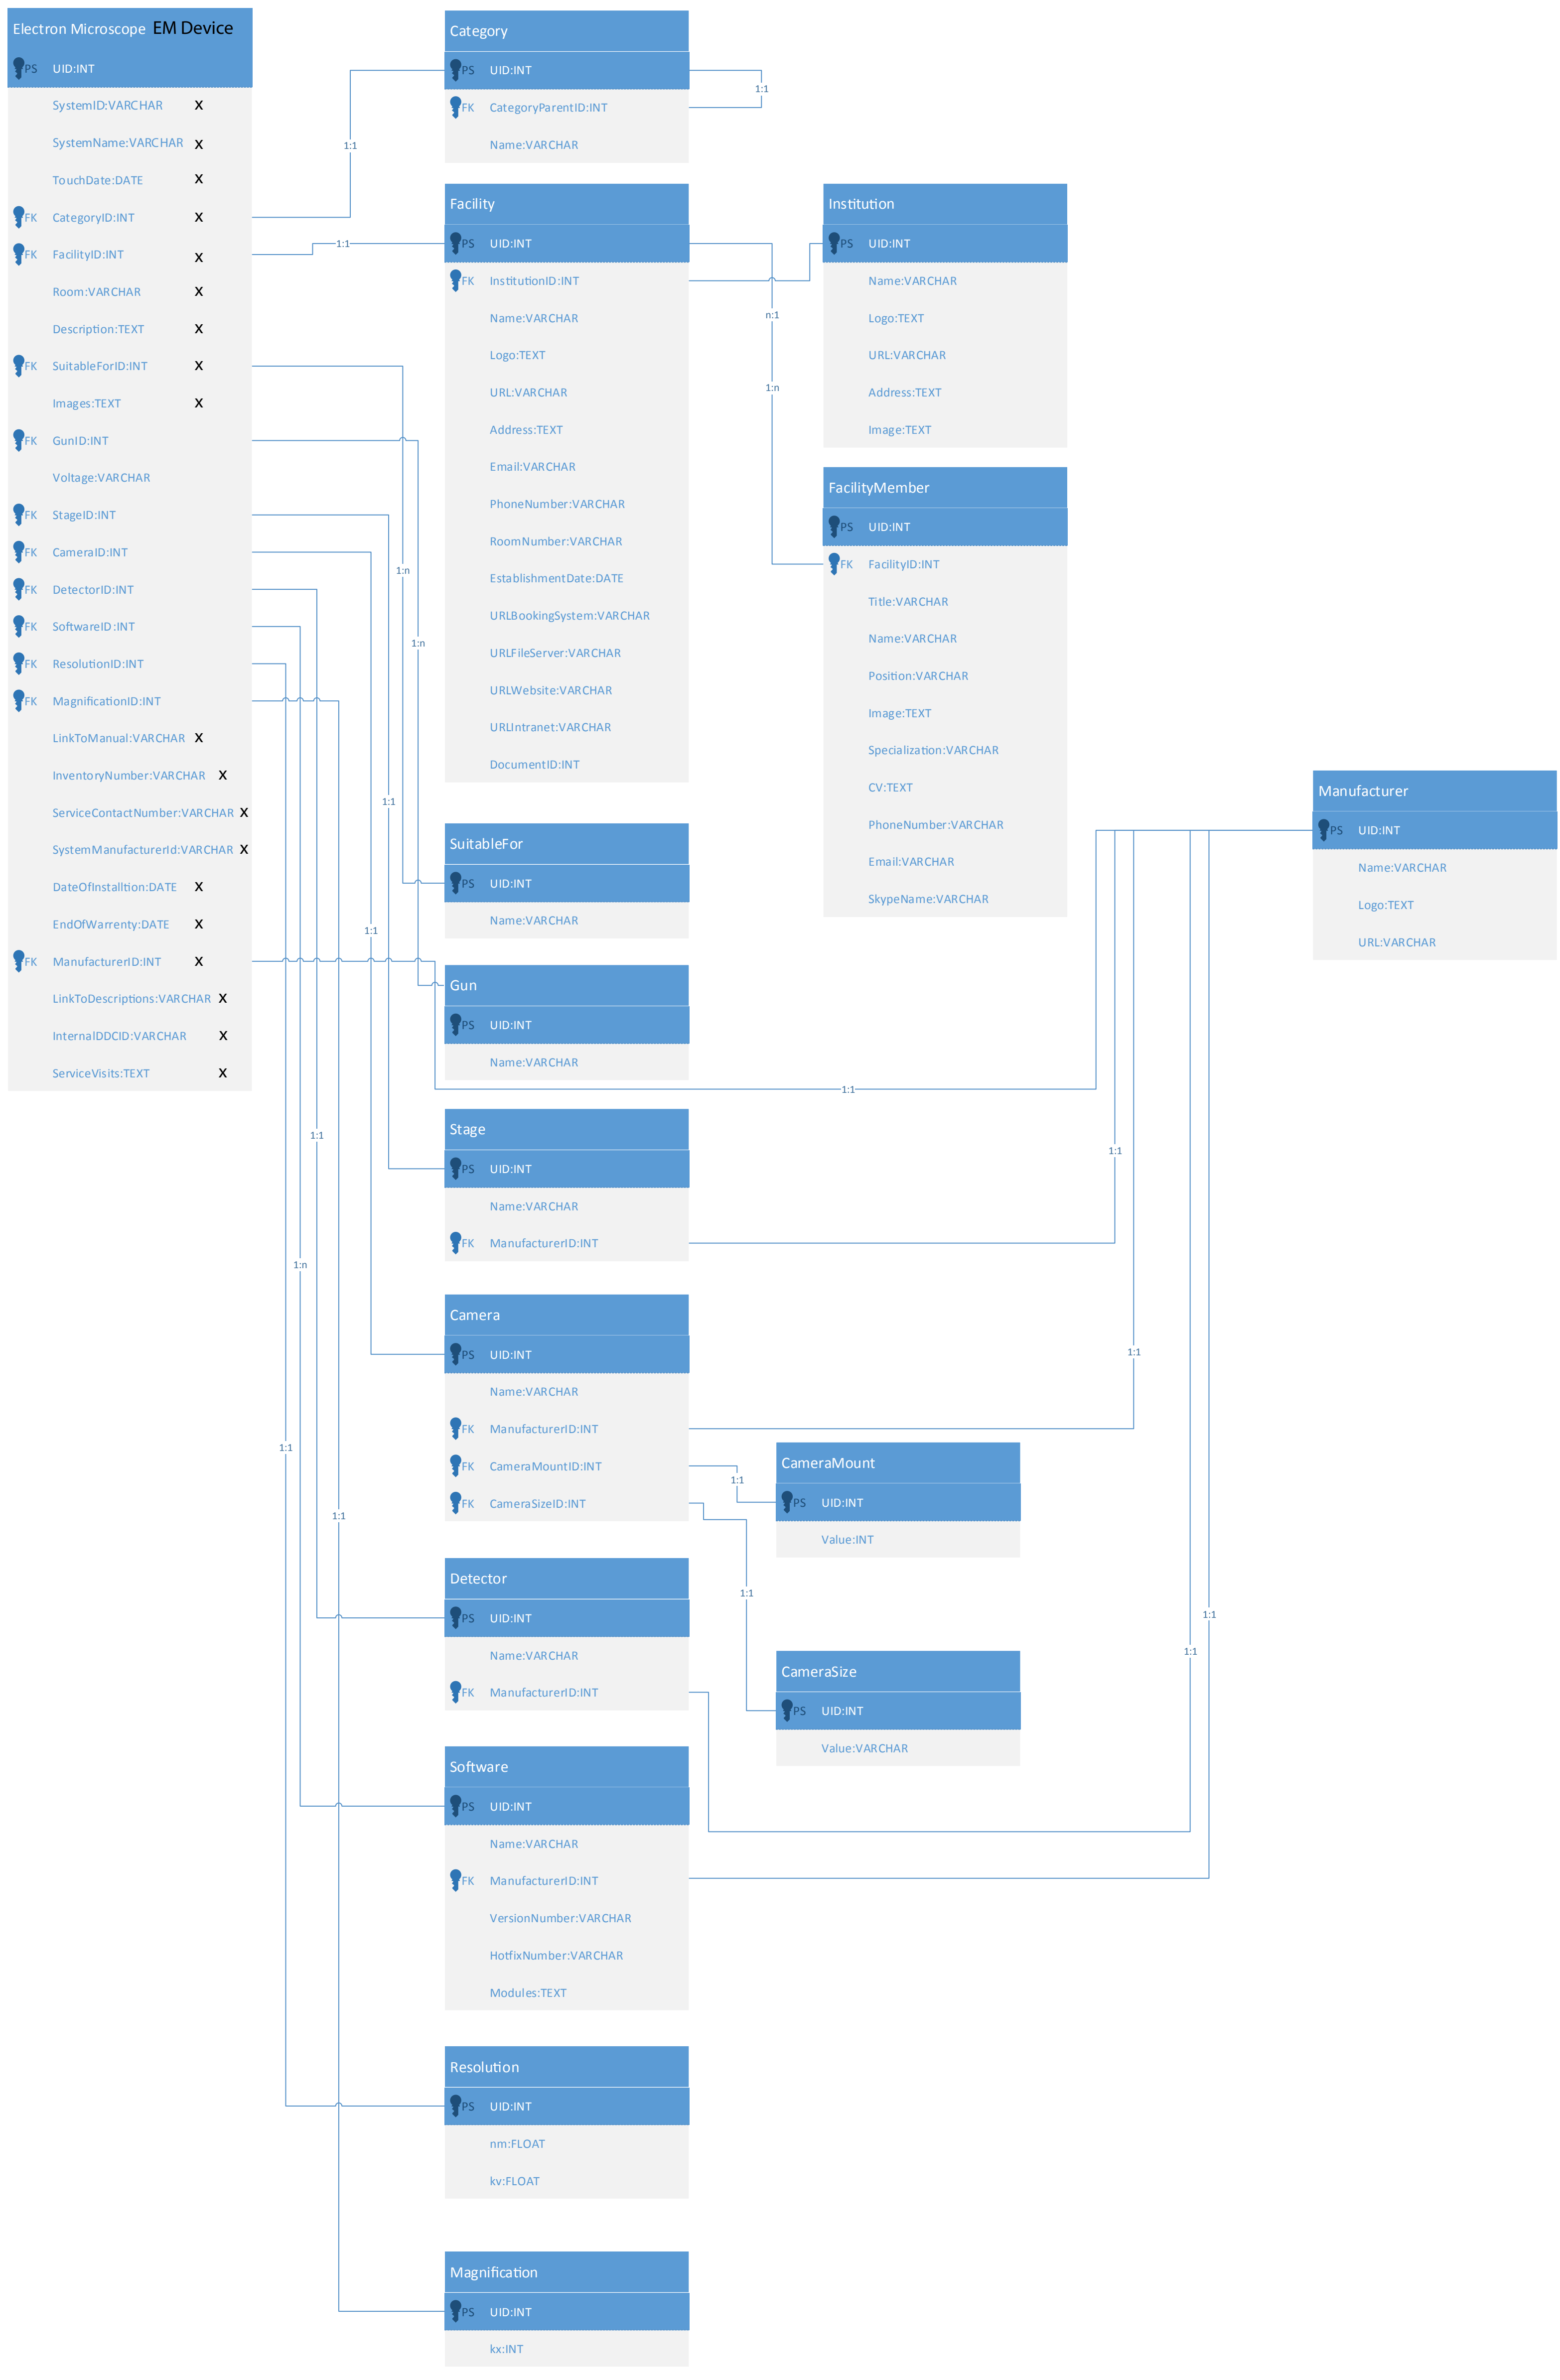 Electron Microscope EM Device
PS UID:INT
SystemID:VARCHAR X
SystemName:VARCHAR X
TouchDate:DATE X
FK CategoryID:INT X
FK FacilityID:INT X
Room:VARCHAR X
Description:TEXT X
FK SuitableForID:INT X
Images:TEXT X
FK GunID:INT
Voltage:VARCHAR
FK StageID:INT
FK CameraID:INT
FK DetectorID:INT
FK SoftwareID:INT
FK ResolutionID:INT
FK MagnificationID:INT
LinkToManual:VARCHAR X
InventoryNumber:VARCHAR X
ServiceContactNumber:VARCHAR X
SystemManufacturerId:VARCHAR X
DateOfInstalltion:DATE X
EndOfWarrenty:DATE X
FK ManufacturerID:INT X
LinkToDescriptions:VARCHAR X
InternalDDCID:VARCHAR X
ServiceVisits:TEXT X
1:1
1:1
1:n
1:n
1:1
1:1
1:1
1:n
1:1
1:1
Category
PS UID:INT
FK CategoryParentID:INT
Name:VARCHAR
1:1
Facility
PS UID:INT
FK InstitutionID:INT
Name:VARCHAR
Logo:TEXT
URL:VARCHAR
Address:TEXT
Email:VARCHAR
PhoneNumber:VARCHAR
RoomNumber:VARCHAR
EstablishmentDate:DATE
URLBookingSystem:VARCHAR
URLFileServer:VARCHAR
URLWebsite:VARCHAR
URLIntranet:VARCHAR
DocumentID:INT
n:1
1:n
Institution
PS UID:INT
Name:VARCHAR
Logo:TEXT
URL:VARCHAR
Address:TEXT
Image:TEXT
FacilityMember
PS UID:INT
FK FacilityID:INT
Title:VARCHAR
Name:VARCHAR
Position:VARCHAR
Image:TEXT
Specialization:VARCHAR
CV:TEXT
PhoneNumber:VARCHAR
Email:VARCHAR
SkypeName:VARCHAR
Manufacturer
PS UID:INT
Name:VARCHAR
Logo:TEXT
URL:VARCHAR
SuitableFor
PS UID:INT
Name:VARCHAR
Gun
PS UID:INT
Name:VARCHAR
1:1
Stage
PS UID:INT
Name:VARCHAR
FK ManufacturerID:INT
1:1
Camera
PS UID:INT
Name:VARCHAR
FK ManufacturerID:INT
FK CameraMountID:INT
FK CameraSizeID:INT
1:1
1:1
1:1
CameraMount
PS UID:INT
Value:INT
CameraSize
PS UID:INT
Value:VARCHAR
Detector
PS UID:INT
Name:VARCHAR
FK ManufacturerID:INT
1:1
1:1
Software
PS UID:INT
Name:VARCHAR
FK ManufacturerID:INT
VersionNumber:VARCHAR
HotfixNumber:VARCHAR
Modules:TEXT
Resolution
PS UID:INT
nm:FLOAT
kv:FLOAT
Magnification
PS UID:INT
kx:INT